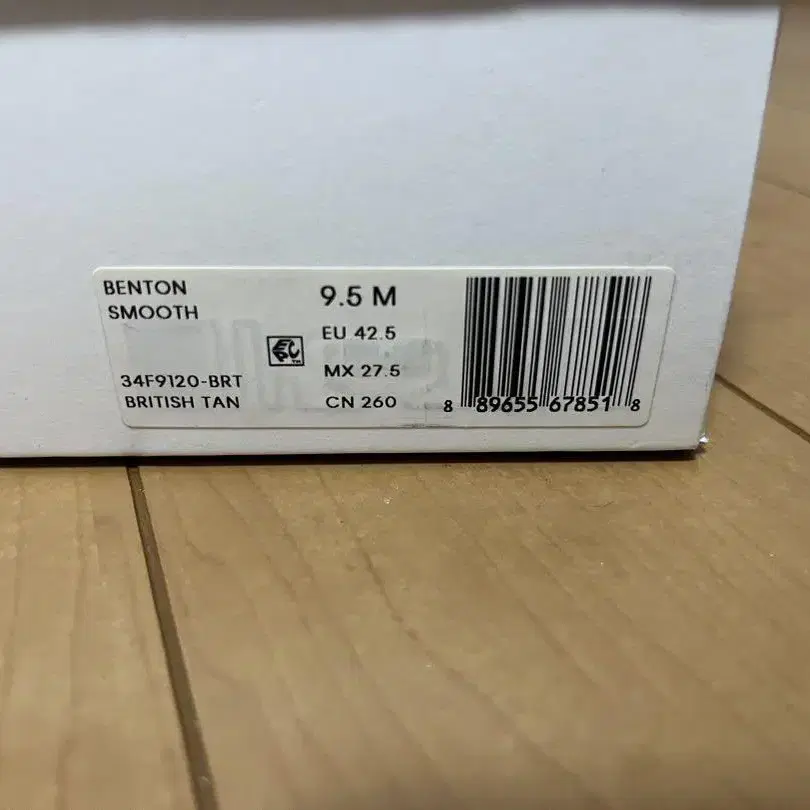 BENTON
SMOOTH
34F9120-BRT
BRITISH TAN
9.5 M
EU 42.5
MX 27.5
CN 260
8 89655 67851 8